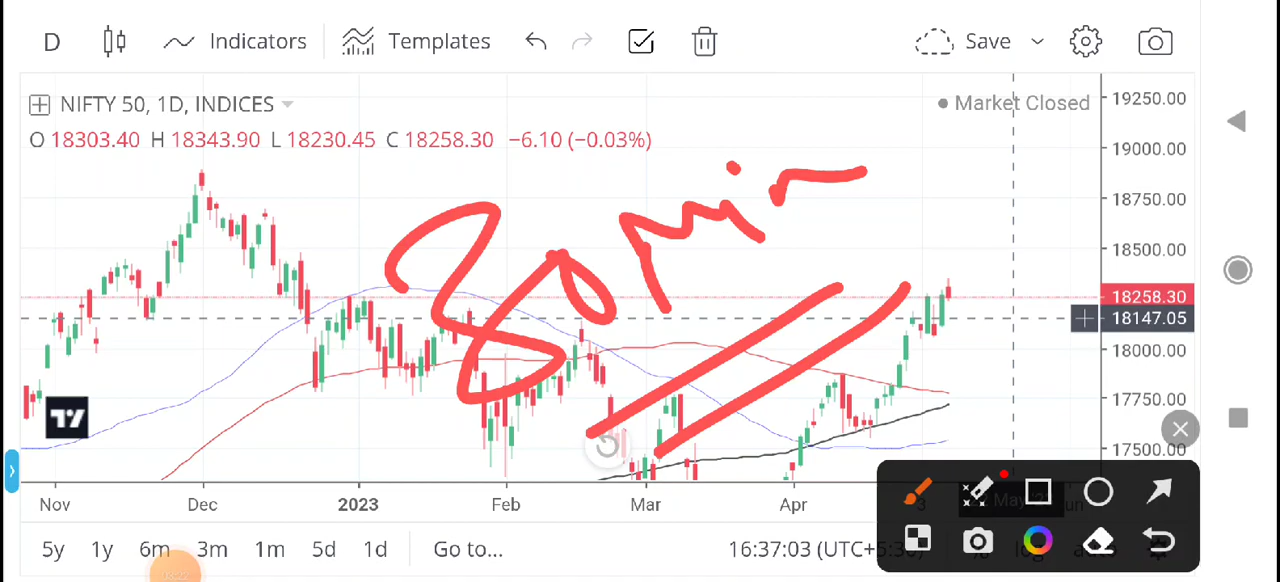 D Indicators Templates Save
NIFTY 50, 1D, INDICES Market Closed
O 18303.40 H 18343.90 L 18230.45 C 18258.30 −6.10 (−0.03%)
19250.00
19000.00
18750.00
18500.00
18258.30
18147.05
18000.00
17750.00
17500.00
Nov Dec 2023 Feb Mar Apr
5y 1y 6m 3m 1m 5d 1d Go to... 16:37:03 (UTC+5:30)